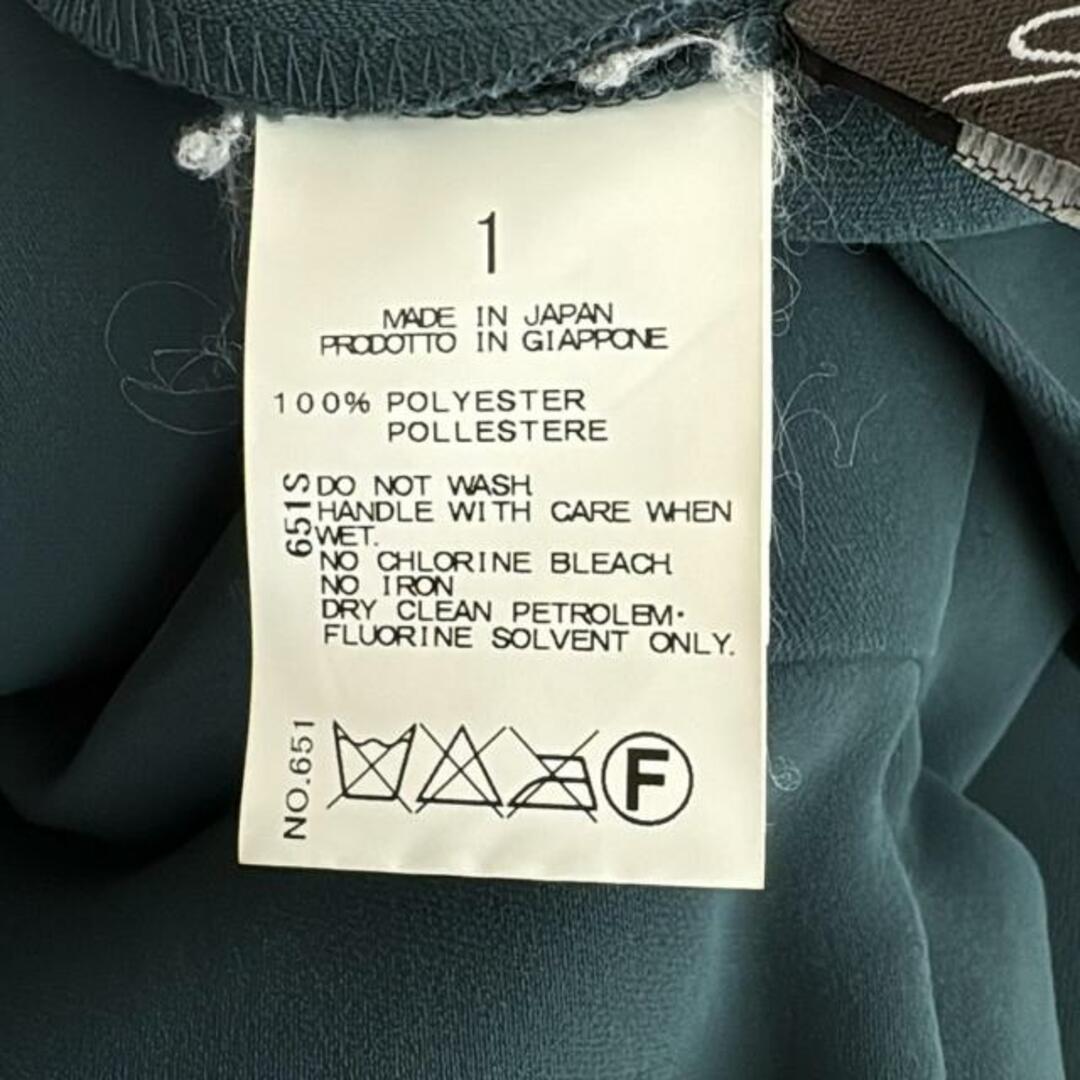 1
MADE IN JAPAN
PRODOTTO IN GIAPPONE
100% POLYESTER
POLLESTERE
651S
DO NOT WASH
HANDLE WITH CARE WHEN
WET.
NO CHLORINE BLEACH
NO IRON
DRY CLEAN PETROLEM・
FLUORINE SOLVENT ONLY.
NO.651
F